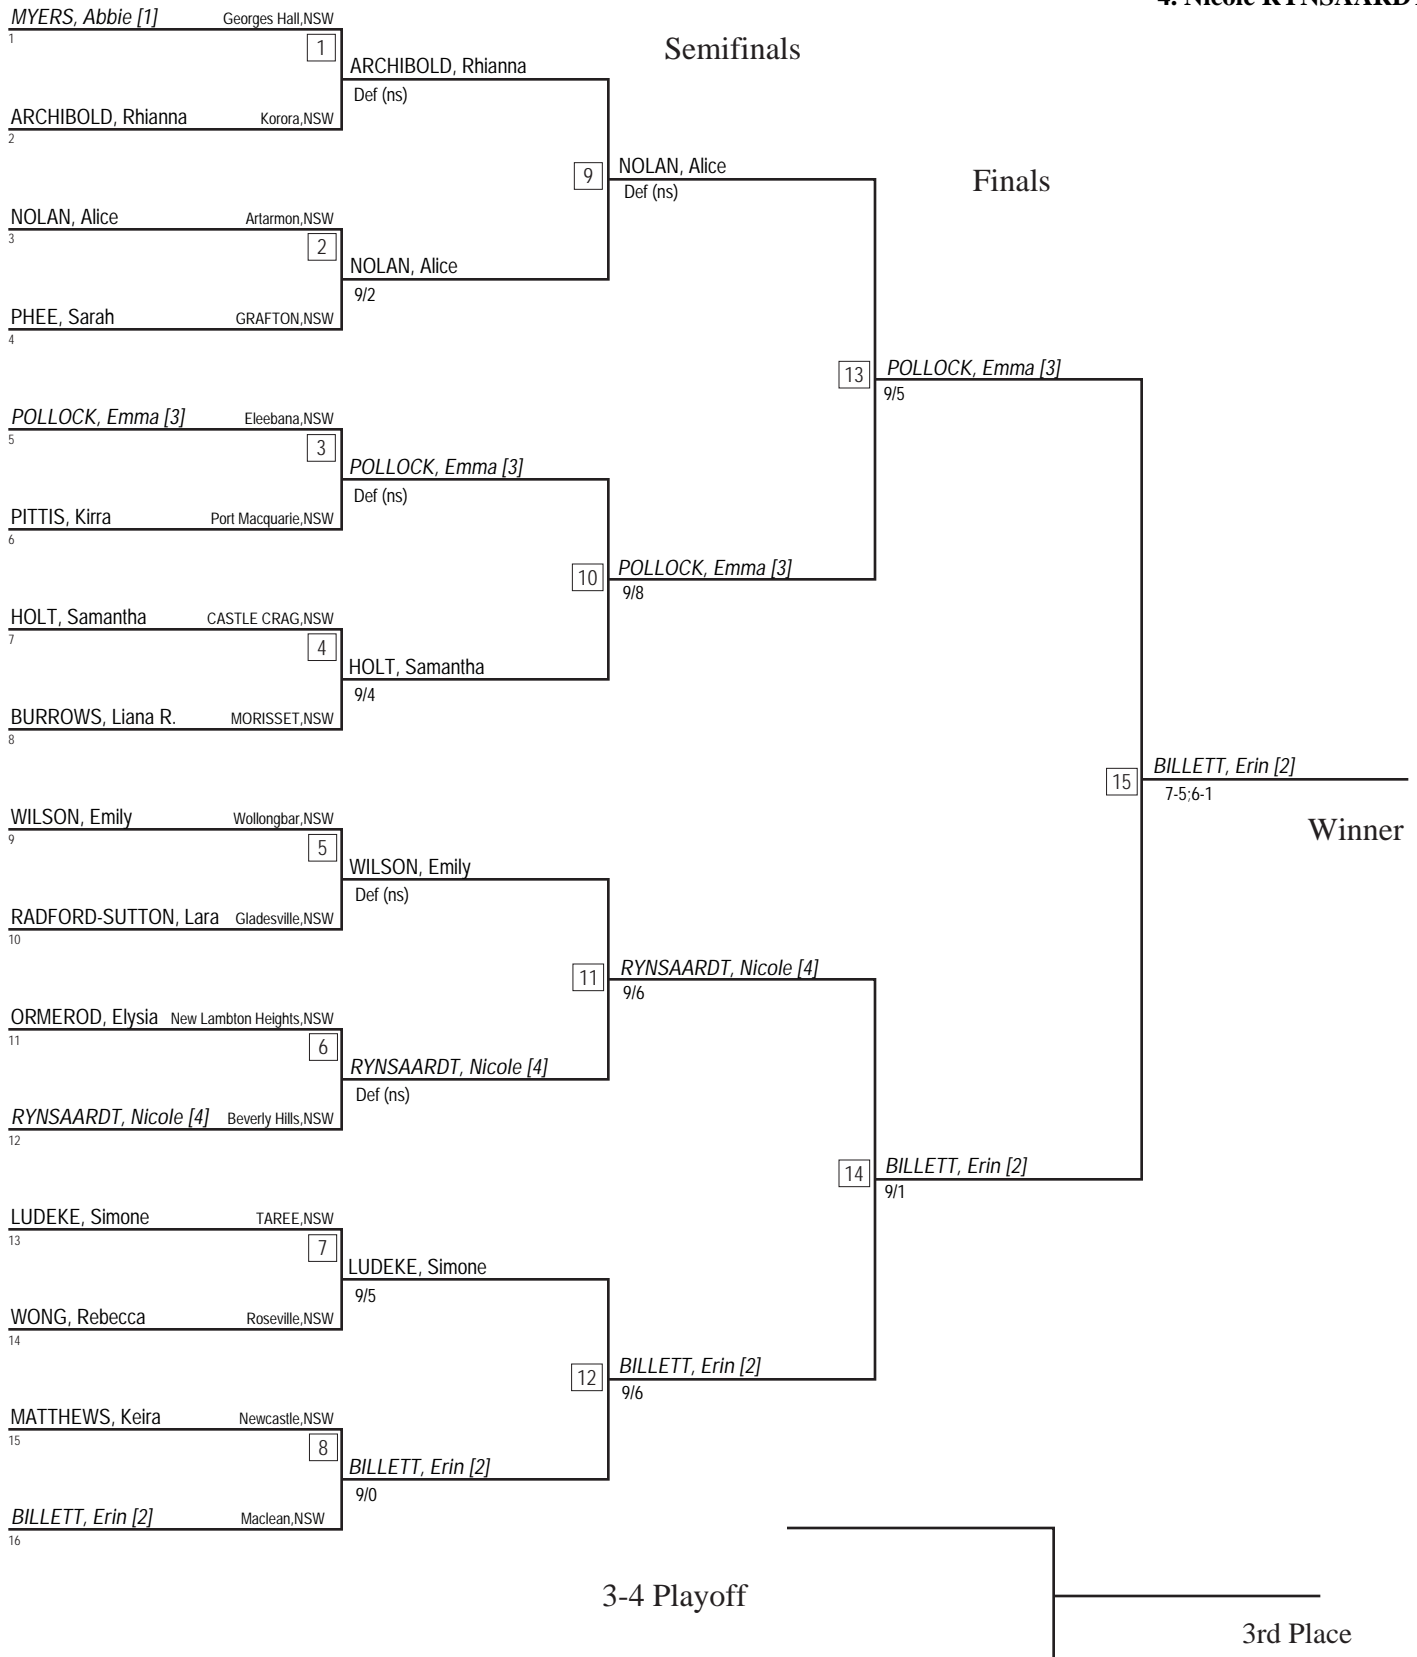 4. Nicole RYNSAARDT
MYERS, Abbie [1] Georges Hall,NSW
1
1
Semifinals
ARCHIBOLD, Rhianna
Def (ns)
ARCHIBOLD, Rhianna Korora,NSW
2
9
NOLAN, Alice
Def (ns)
Finals
NOLAN, Alice Artarmon,NSW
3
2
NOLAN, Alice
9/2
PHEE, Sarah GRAFTON,NSW
4
13
POLLOCK, Emma [3]
9/5
POLLOCK, Emma [3] Eleebana,NSW
5
3
POLLOCK, Emma [3]
Def (ns)
PITTIS, Kirra Port Macquarie,NSW
6
10
POLLOCK, Emma [3]
9/8
HOLT, Samantha CASTLE CRAG,NSW
7
4
HOLT, Samantha
9/4
BURROWS, Liana R. MORISSET,NSW
8
15
BILLETT, Erin [2]
7-5;6-1
Winner
WILSON, Emily Wollongbar,NSW
9
5
WILSON, Emily
Def (ns)
RADFORD-SUTTON, Lara Gladesville,NSW
10
11
RYNSAARDT, Nicole [4]
9/6
ORMEROD, Elysia New Lambton Heights,NSW
11
6
RYNSAARDT, Nicole [4]
Def (ns)
RYNSAARDT, Nicole [4] Beverly Hills,NSW
12
14
BILLETT, Erin [2]
9/1
LUDEKE, Simone TAREE,NSW
13
7
LUDEKE, Simone
9/5
WONG, Rebecca Roseville,NSW
14
12
BILLETT, Erin [2]
9/6
MATTHEWS, Keira Newcastle,NSW
15
8
BILLETT, Erin [2]
9/0
BILLETT, Erin [2] Maclean,NSW
16
3-4 Playoff
3rd Place